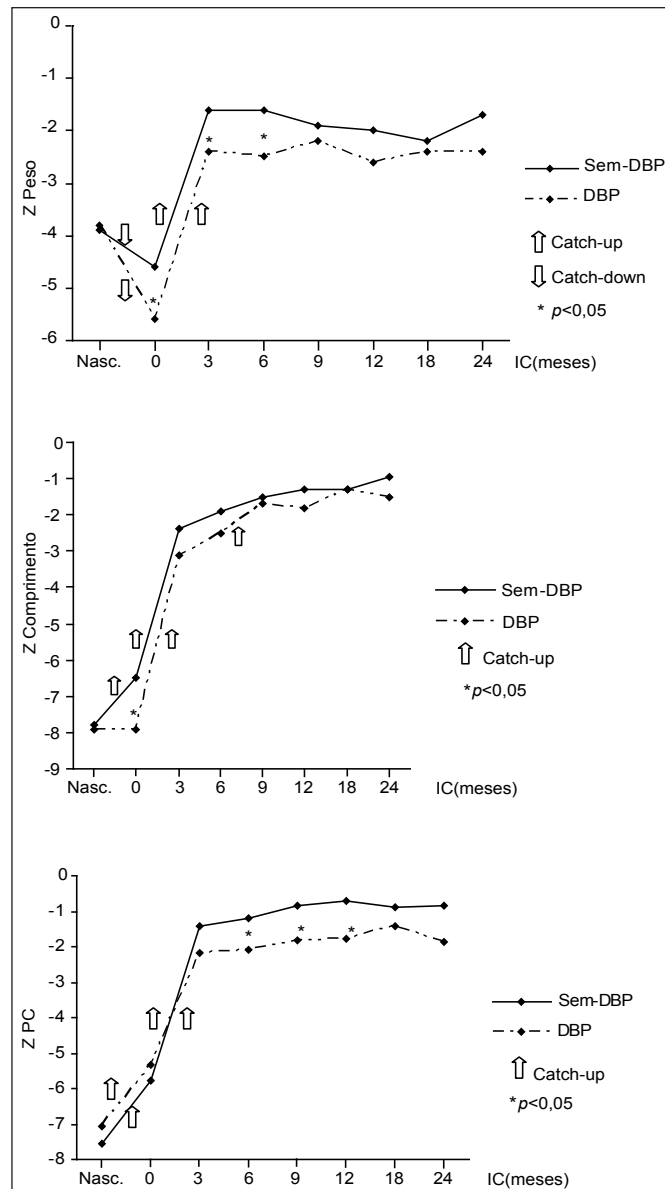 0
-1
-2
-3
-4
-5
-6
Z Peso
* *
*
Nasc. 0 3 6 9 12 18 24 IC(meses)
Sem-DBP
DBP
Catch-up
Catch-down
* p<0,05
0
-1
-2
-3
-4
-5
-6
-7
-8
-9
Z Comprimento
*
Nasc. 0 3 6 9 12 18 24 IC(meses)
Sem-DBP
DBP
Catch-up
*p<0,05
0
-1
-2
-3
-4
-5
-6
-7
-8
Z PC
* * *
Nasc. 0 3 6 9 12 18 24 IC(meses)
Sem-DBP
DBP
Catch-up
*p<0,05